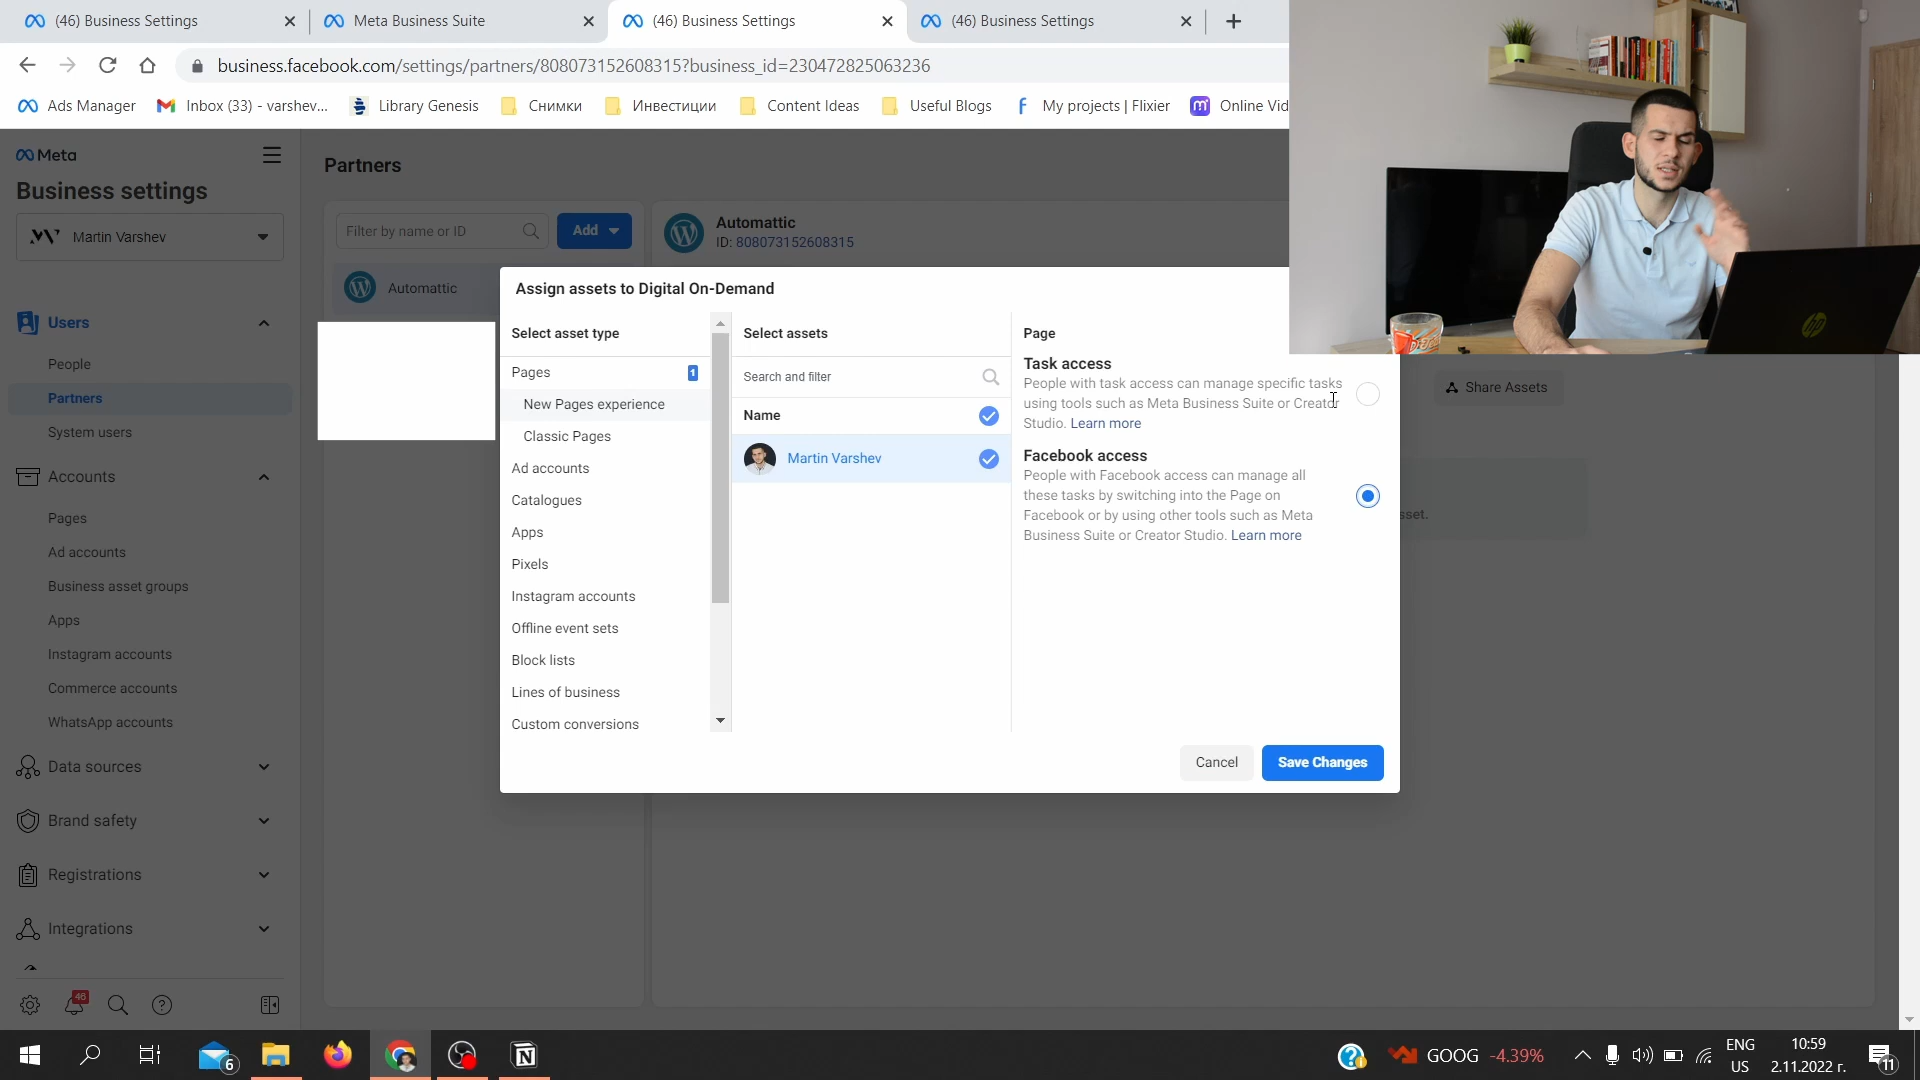 (46) Business Settings
Meta Business Suite
(46) Business Settings
(46) Business Settings
business.facebook.com/settings/partners/808073152608315?business_id=230472825063236
Ads Manager
Inbox (33) - varshev...
Library Genesis
Снимки
Инвестиции
Content Ideas
Useful Blogs
My projects | Flixier
Online Vid
Meta
Business settings
Martin Varshev
Users
People
Partners
System users
Accounts
Pages
Ad accounts
Business asset groups
Apps
Instagram accounts
Commerce accounts
WhatsApp accounts
Data sources
Brand safety
Registrations
Integrations
46
Partners
Filter by name or ID
Add
Automattic
Automattic
ID: 808073152608315
Share Assets
sset.
Assign assets to Digital On-Demand
Select asset type
Pages
1
New Pages experience
Classic Pages
Ad accounts
Catalogues
Apps
Pixels
Instagram accounts
Offline event sets
Block lists
Lines of business
Custom conversions
Select assets
Search and filter
Name
Martin Varshev
Page
Task access
People with task access can manage specific tasks
using tools such as Meta Business Suite or Creator
Studio. Learn more
Facebook access
People with Facebook access can manage all
these tasks by switching into the Page on
Facebook or by using other tools such as Meta
Business Suite or Creator Studio. Learn more
Cancel
Save Changes
hp
6
GOOG -4.39%
ENG
US
10:59
2.11.2022 г.
11